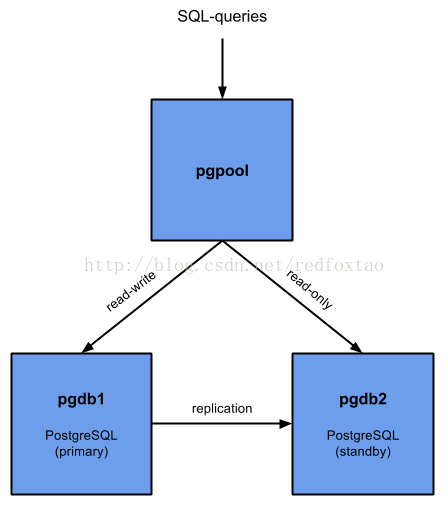 SQL-queries
pgpool
http://blog.csdn.net/redfoxtao
read-write
read-only
pgdb1
PostgreSQL
(primary)
replication
pgdb2
PostgreSQL
(standby)